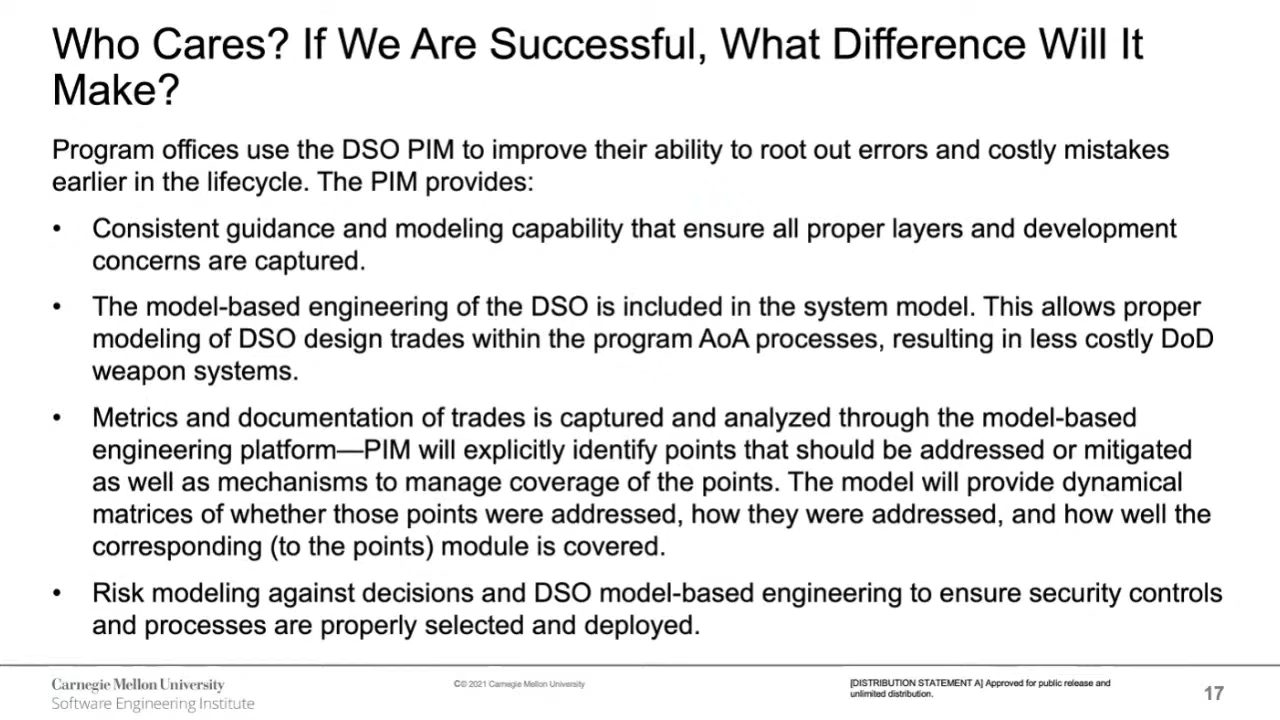 Who Cares? If We Are Successful, What Difference Will It
Make?
Program offices use the DSO PIM to improve their ability to root out errors and costly mistakes
earlier in the lifecycle. The PIM provides:
• Consistent guidance and modeling capability that ensure all proper layers and development
concerns are captured.
• The model-based engineering of the DSO is included in the system model. This allows proper
modeling of DSO design trades within the program AoA processes, resulting in less costly DoD
weapon systems.
• Metrics and documentation of trades is captured and analyzed through the model-based
engineering platform—PIM will explicitly identify points that should be addressed or mitigated
as well as mechanisms to manage coverage of the points. The model will provide dynamical
matrices of whether those points were addressed, how they were addressed, and how well the
corresponding (to the points) module is covered.
• Risk modeling against decisions and DSO model-based engineering to ensure security controls
and processes are properly selected and deployed.
Carnegie Mellon University
Software Engineering Institute
©© 2021 Carnegie Mellon University
[DISTRIBUTION STATEMENT A] Approved for public release and
unlimited distribution.
17